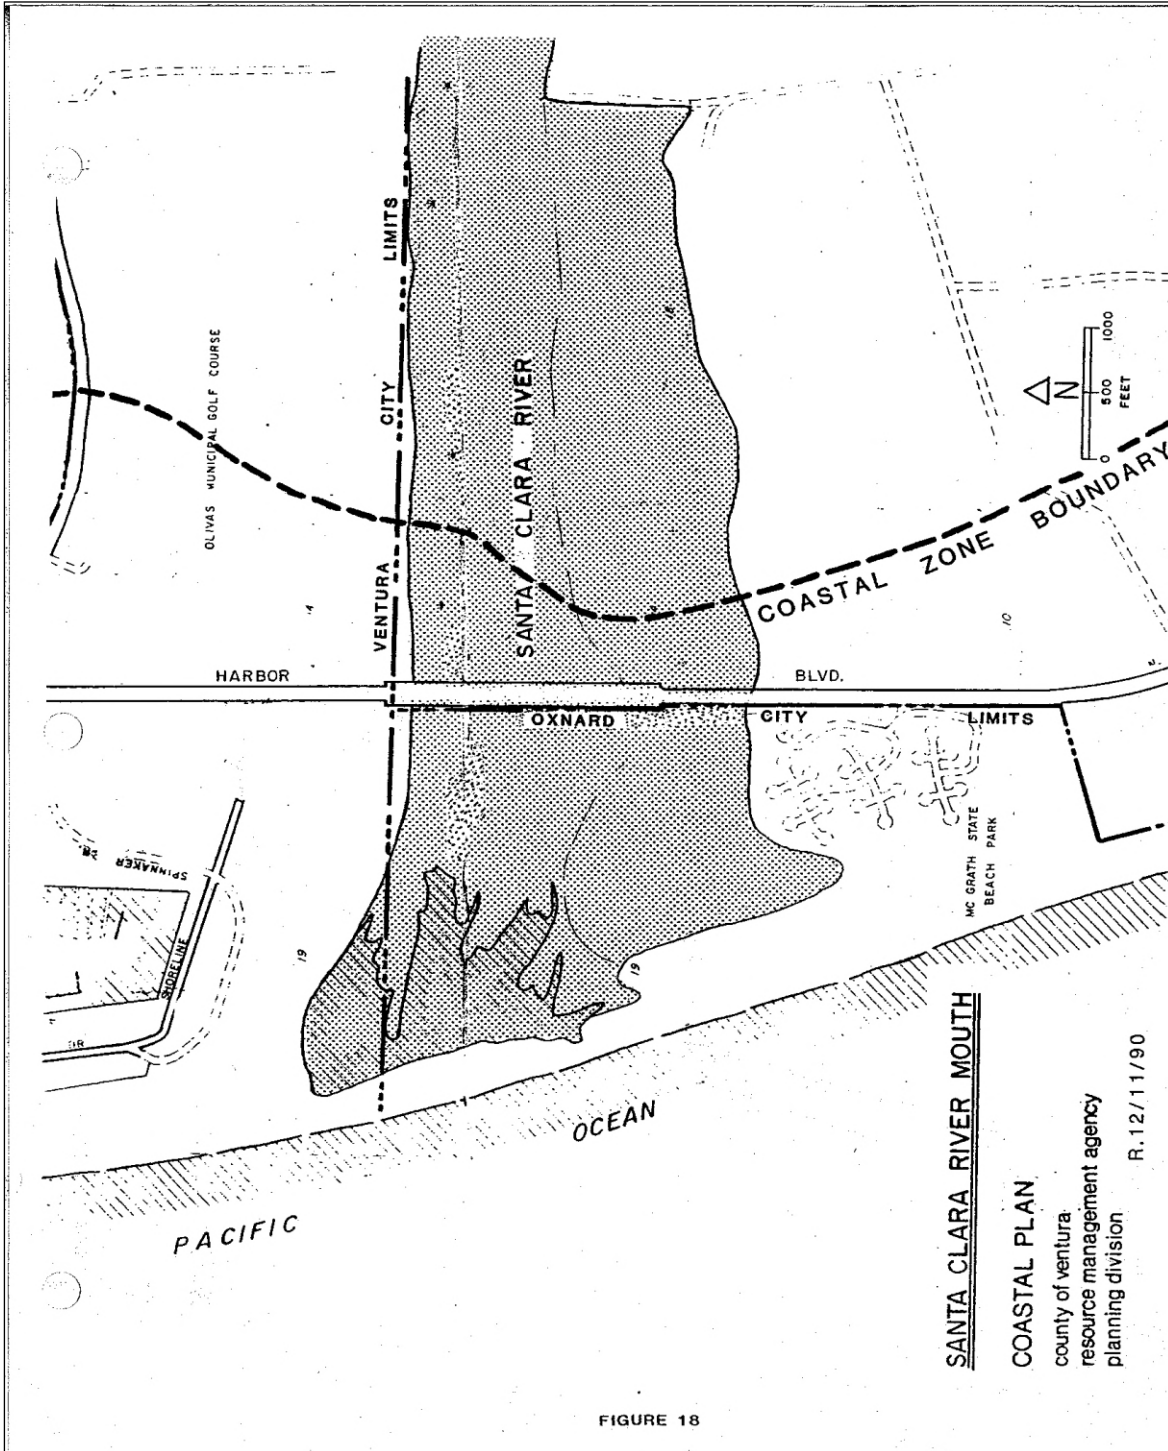 OLIVAS MUNICIPAL GOLF COURSE
VENTURA CITY LIMITS
SANTA CLARA RIVER
HARBOR BLVD.
OXNARD CITY LIMITS
COASTAL ZONE BOUNDARY
N
0 500 1000
FEET
14
10
18
19
19
SPINNAKER
SHORELINE
DR
MC GRATH STATE
BEACH PARK
PACIFIC OCEAN
SANTA CLARA RIVER MOUTH
COASTAL PLAN
county of ventura
resource management agency
planning division
R.12/11/90
FIGURE 18